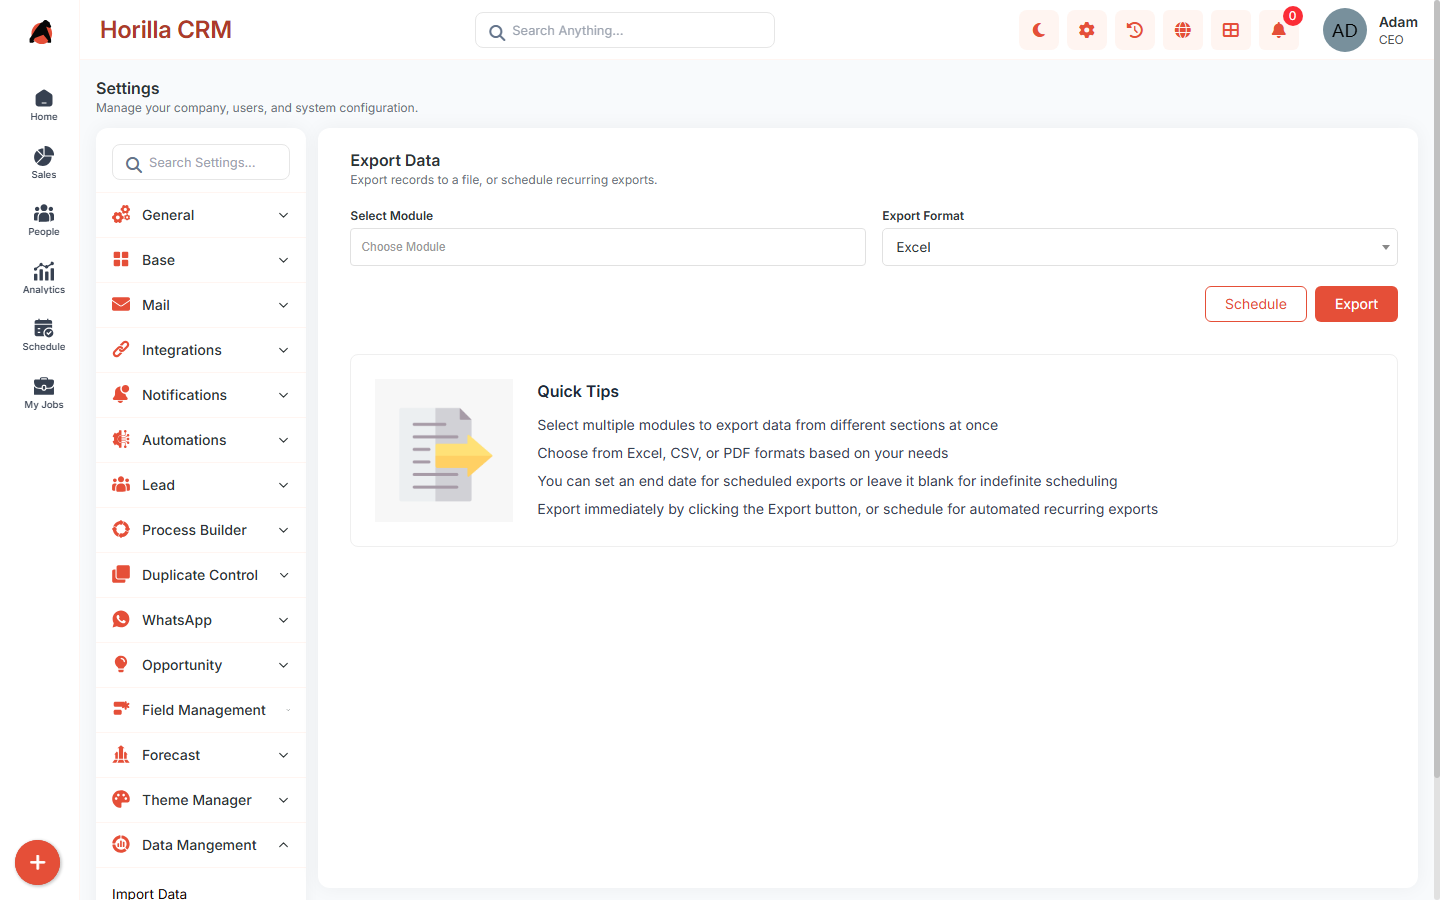 Horilla CRM
Search Anything...
0
AD
Adam
CEO
Home
Sales
People
Analytics
Schedule
My Jobs
Settings
Manage your company, users, and system configuration.
Search Settings...
General
Base
Mail
Integrations
Notifications
Automations
Lead
Process Builder
Duplicate Control
WhatsApp
Opportunity
Field Management
Forecast
Theme Manager
Data Mangement
Import Data
Export Data
Export records to a file, or schedule recurring exports.
Select Module
Export Format
Choose Module
Excel
Schedule
Export
Quick Tips
Select multiple modules to export data from different sections at once
Choose from Excel, CSV, or PDF formats based on your needs
You can set an end date for scheduled exports or leave it blank for indefinite scheduling
Export immediately by clicking the Export button, or schedule for automated recurring exports